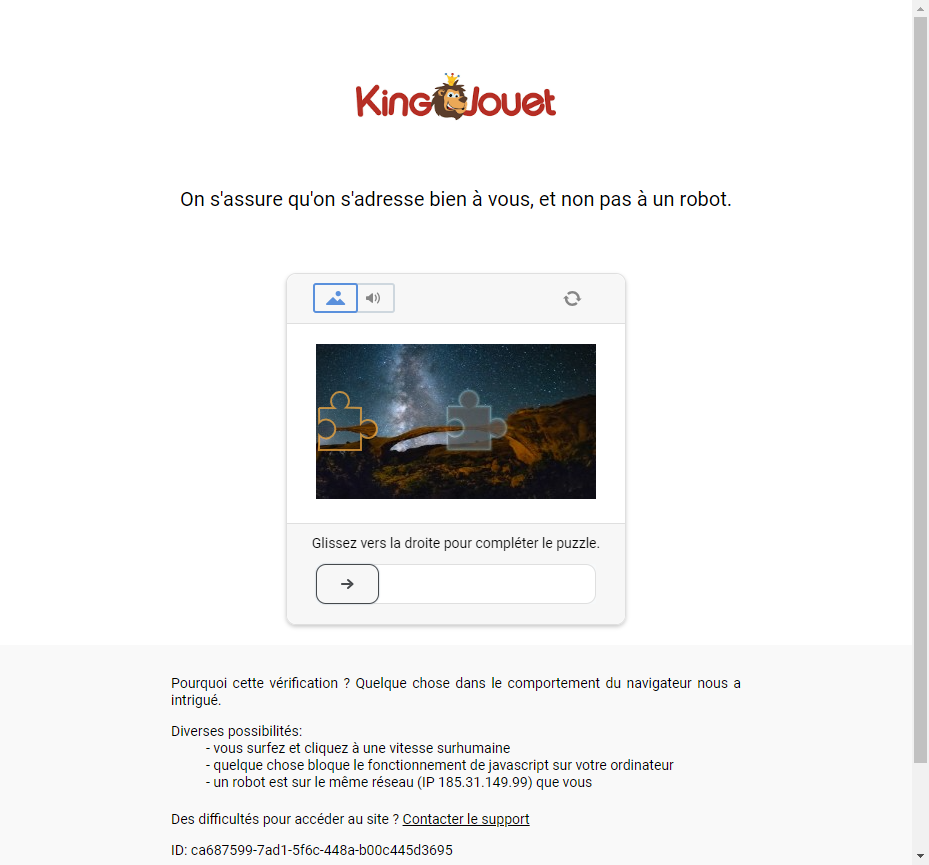 King Jouet
On s'assure qu'on s'adresse bien à vous, et non pas à un robot.
Glissez vers la droite pour compléter le puzzle.
Pourquoi cette vérification ? Quelque chose dans le comportement du navigateur nous a
intrigué.
Diverses possibilités:
- vous surfez et cliquez à une vitesse surhumaine
- quelque chose bloque le fonctionnement de javascript sur votre ordinateur
- un robot est sur le même réseau (IP 185.31.149.99) que vous
Des difficultés pour accéder au site ? Contacter le support
ID: ca687599-7ad1-5f6c-448a-b00c445d3695